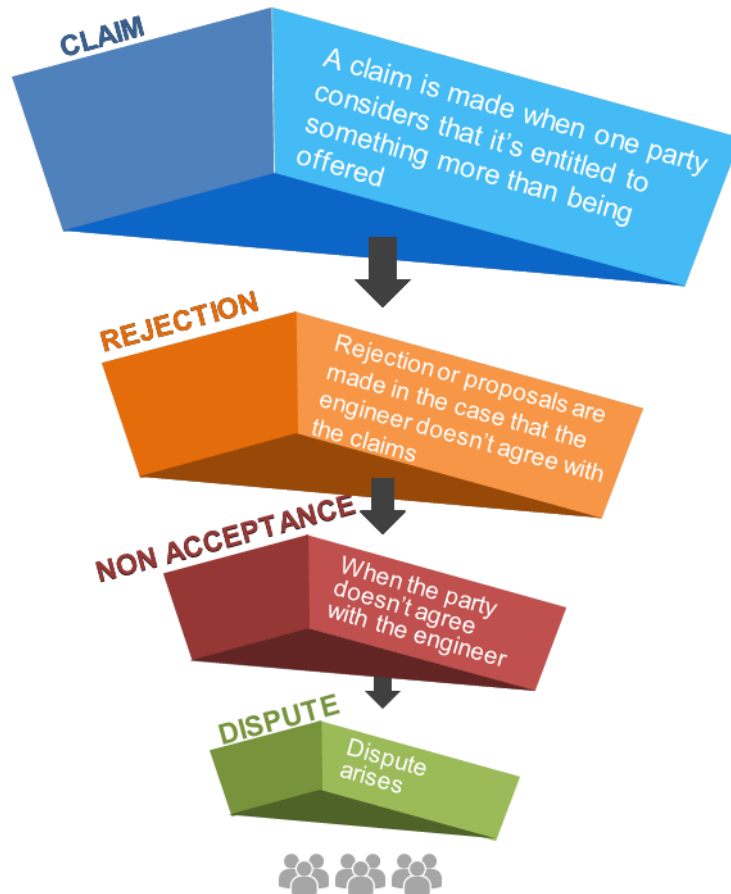 CLAIM
A claim is made when one party
considers that it's entitled to
something more than being
offered
REJECTION
Rejection or proposals are
made in the case that the
engineer doesn't agree with
the claims
NON ACCEPTANCE
When the party
doesn't agree
with the engineer
DISPUTE
Dispute
arises